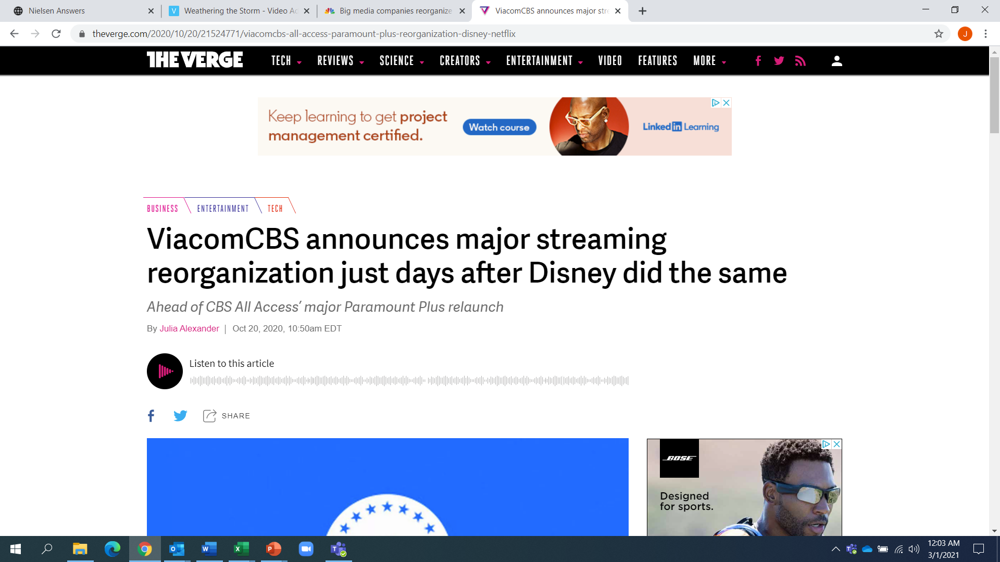 Nielsen Answers
Weathering the Storm - Video Ac
Big media companies reorganize
ViacomCBS announces major stre
theverge.com/2020/10/20/21524771/viacomcbs-all-access-paramount-plus-reorganization-disney-netflix
J
THE VERGE
TECH
REVIEWS
SCIENCE
CREATORS
ENTERTAINMENT
VIDEO
FEATURES
MORE
Keep learning to get project
management certified.
Watch course
Linked in Learning
BUSINESS
ENTERTAINMENT
TECH
ViacomCBS announces major streaming
reorganization just days after Disney did the same
Ahead of CBS All Access’ major Paramount Plus relaunch
By Julia Alexander | Oct 20, 2020, 10:50am EDT
Listen to this article
SHARE
BOSE
Designed
for sports.
12:03 AM
3/1/2021